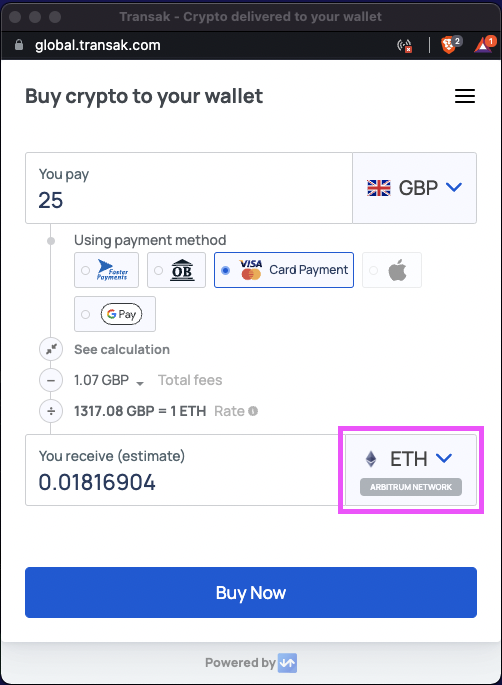 Transak - Crypto delivered to your wallet
global.transak.com
2
1
Buy crypto to your wallet
You pay
25
GBP
Using payment method
Faster Payments
OB
VISA
Card Payment
G Pay
See calculation
1.07 GBP
Total fees
1317.08 GBP = 1 ETH Rate
You receive (estimate)
0.01816904
ETH
ARBITRUM NETWORK
Buy Now
Powered by